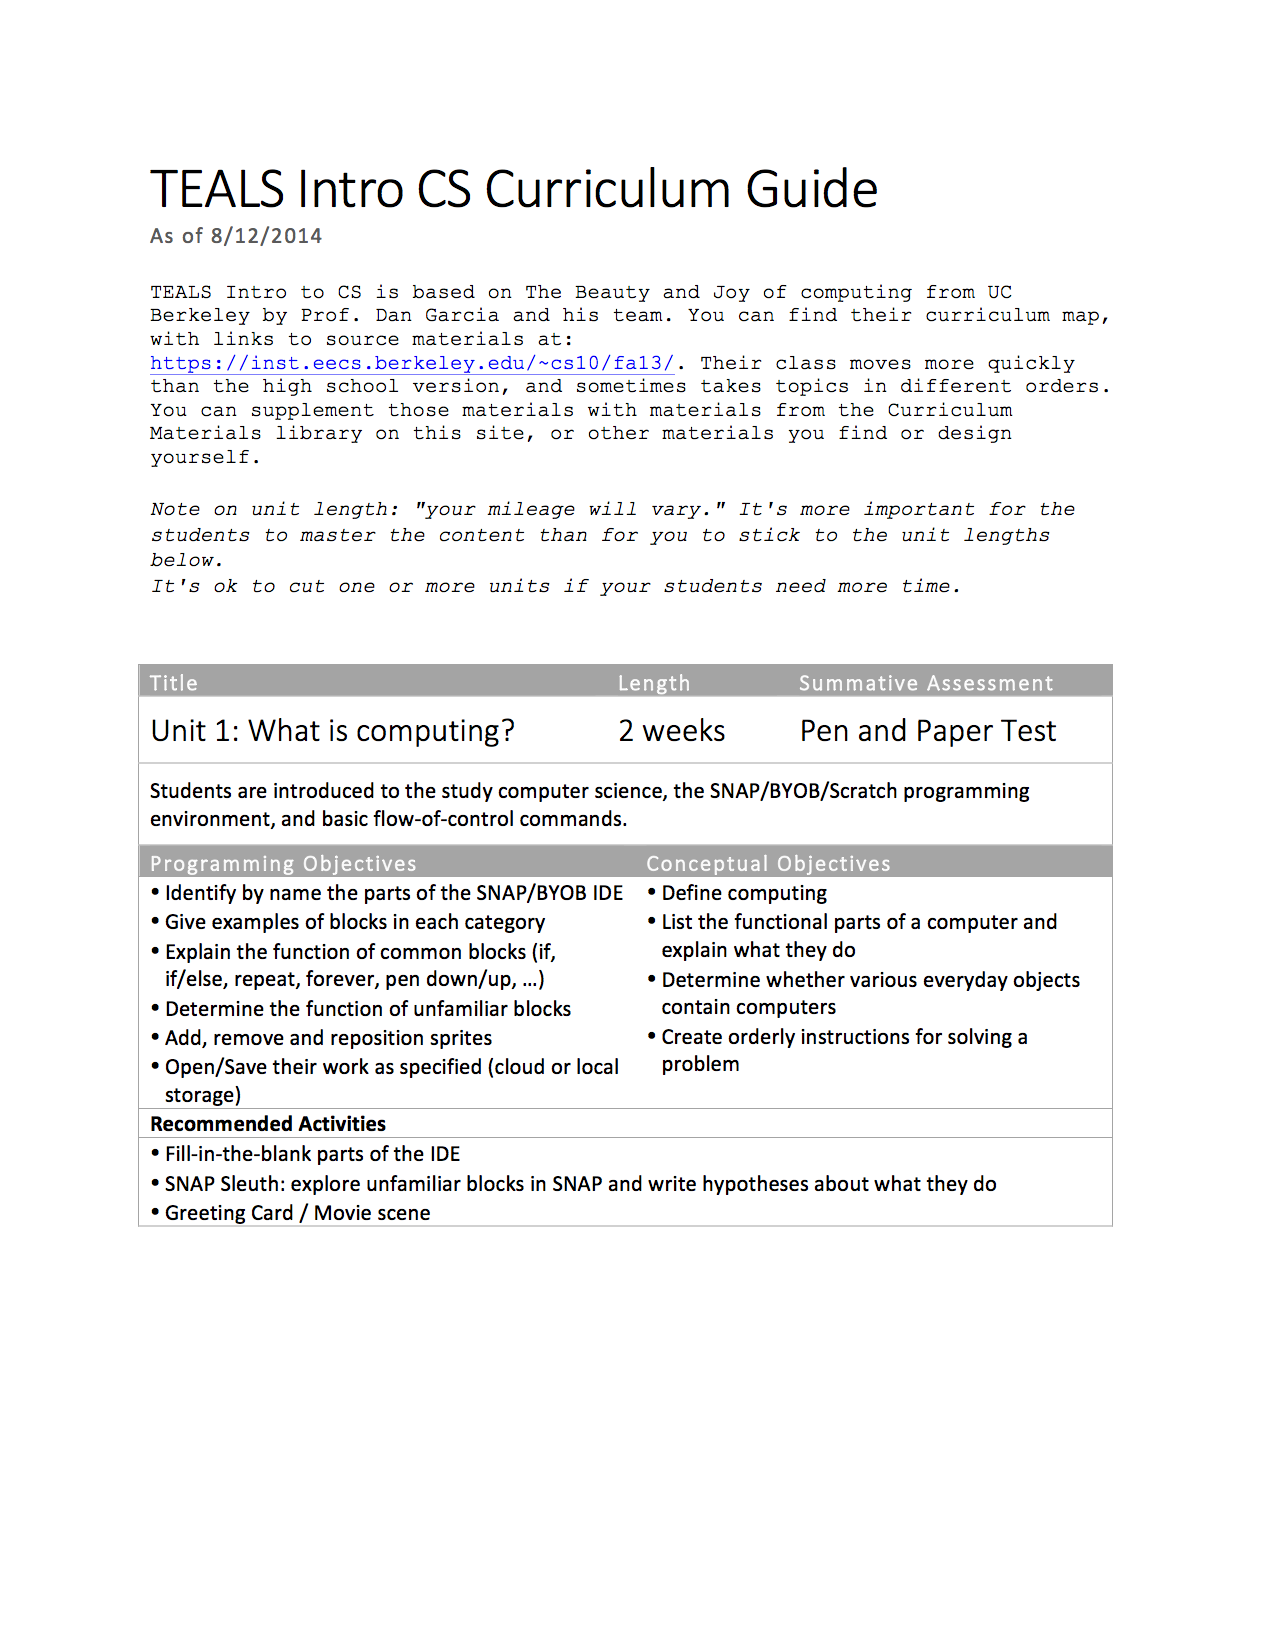 TEALS Intro CS Curriculum Guide
As of 8/12/2014
TEALS Intro to CS is based on The Beauty and Joy of computing from UC
Berkeley by Prof. Dan Garcia and his team. You can find their curriculum map,
with links to source materials at:
https://inst.eecs.berkeley.edu/~cs10/fa13/. Their class moves more quickly
than the high school version, and sometimes takes topics in different orders.
You can supplement those materials with materials from the Curriculum
Materials library on this site, or other materials you find or design
yourself.
Note on unit length: "your mileage will vary." It's more important for the
students to master the content than for you to stick to the unit lengths
below.
It's ok to cut one or more units if your students need more time.
Title Length Summative Assessment
Unit 1: What is computing? 2 weeks Pen and Paper Test
Students are introduced to the study computer science, the SNAP/BYOB/Scratch programming
environment, and basic flow-of-control commands.
Programming Objectives Conceptual Objectives
• Identify by name the parts of the SNAP/BYOB IDE
• Give examples of blocks in each category
• Explain the function of common blocks (if,
if/else, repeat, forever, pen down/up, ...)
• Determine the function of unfamiliar blocks
• Add, remove and reposition sprites
• Open/Save their work as specified (cloud or local
storage)
• Define computing
• List the functional parts of a computer and
explain what they do
• Determine whether various everyday objects
contain computers
• Create orderly instructions for solving a
problem
Recommended Activities
• Fill-in-the-blank parts of the IDE
• SNAP Sleuth: explore unfamiliar blocks in SNAP and write hypotheses about what they do
• Greeting Card / Movie scene